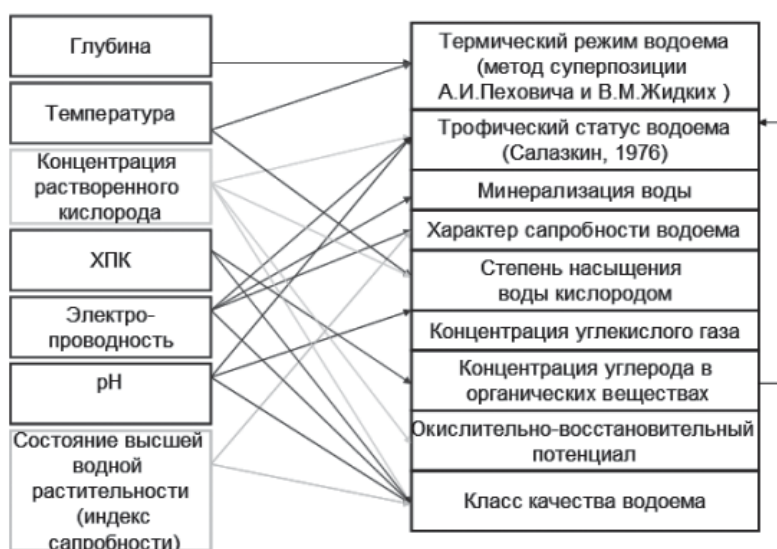 Глубина
Температура
Концентрация
растворенного
кислорода
ХПК
Электро-
проводность
pH
Состояние высшей
водной
растительности
(индекс
сапробности)
Термический режим водоема
(метод суперпозиции
А.И.Пеховича и В.М.Жидких )
Трофический статус водоема
(Салазкин, 1976)
Минерализация воды
Характер сапробности водоема
Степень насыщения
воды кислородом
Концентрация углекислого газа
Концентрация углерода в
органических веществах
Окислительно-восстановительный
потенциал
Класс качества водоема